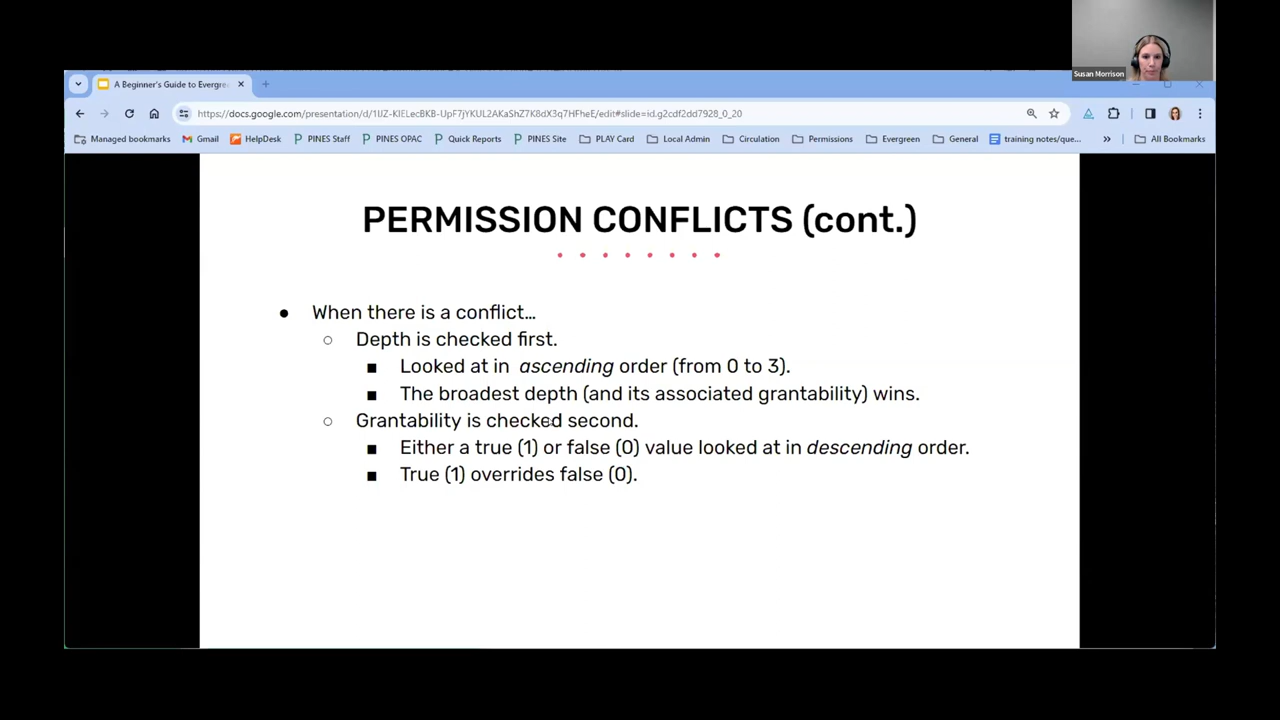 Susan Morrison
A Beginner's Guide to Evergre
https://docs.google.com/presentation/d/1UZ-KIELecBKB-UpF7jYKUL2AKaShZ7K8dX3q7HFheE/edit#slide=id.g2cdf2dd7928_0_20
Managed bookmarks Gmail HelpDesk PINES Staff PINES OPAC Quick Reports PINES Site PLAY Card Local Admin Circulation Permissions Evergreen General training notes/que... » All Bookmarks
PERMISSION CONFLICTS (cont.)
● When there is a conflict...
○ Depth is checked first.
■ Looked at in ascending order (from 0 to 3).
■ The broadest depth (and its associated grantability) wins.
○ Grantability is checked second.
■ Either a true (1) or false (0) value looked at in descending order.
■ True (1) overrides false (0).